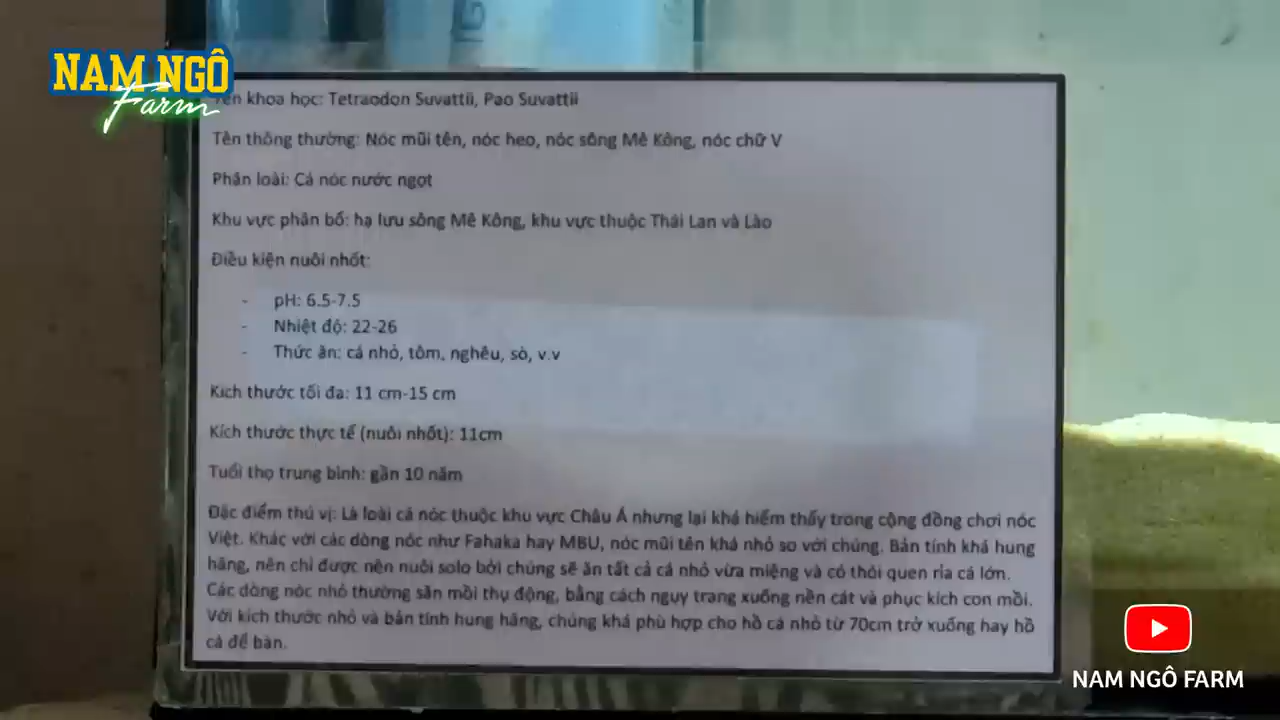 NAM NGÔ
Farm
Tên khoa học: Tetraodon Suvattii, Pao Suvattii
Tên thông thường: Nóc mũi tên, nóc heo, nóc sông Mê Kông, nóc chữ V
Phân loài: Cá nóc nước ngọt
Khu vực phân bố: hạ lưu sông Mê Kông, khu vực thuộc Thái Lan và Lào
Điều kiện nuôi nhốt:
- pH: 6.5-7.5
- Nhiệt độ: 22-26
- Thức ăn: cá nhỏ, tôm, nghêu, sò, v.v
Kích thước tối đa: 11 cm-15 cm
Kích thước thực tế (nuôi nhốt): 11cm
Tuổi thọ trung bình: gần 10 năm
Đặc điểm thú vị: Là loài cá nóc thuộc khu vực Châu Á nhưng lại khá hiếm thấy trong cộng đồng chơi nóc
Việt. Khác với các dòng nóc như Fahaka hay MBU, nóc mũi tên khá nhỏ so với chúng. Bản tính khá hung
hăng, nên chỉ được nên nuôi solo bởi chúng sẽ ăn tất cả cá nhỏ vừa miệng và có thói quen rỉa cá lớn.
Các dòng nóc nhỏ thường săn mồi thụ động, bằng cách ngụy trang xuống nền cát và phục kích con mồi.
Với kích thước nhỏ và bản tính hung hăng, chúng khá phù hợp cho hồ cá nhỏ từ 70cm trở xuống hay hồ
cá để bàn.
NAM NGÔ FARM